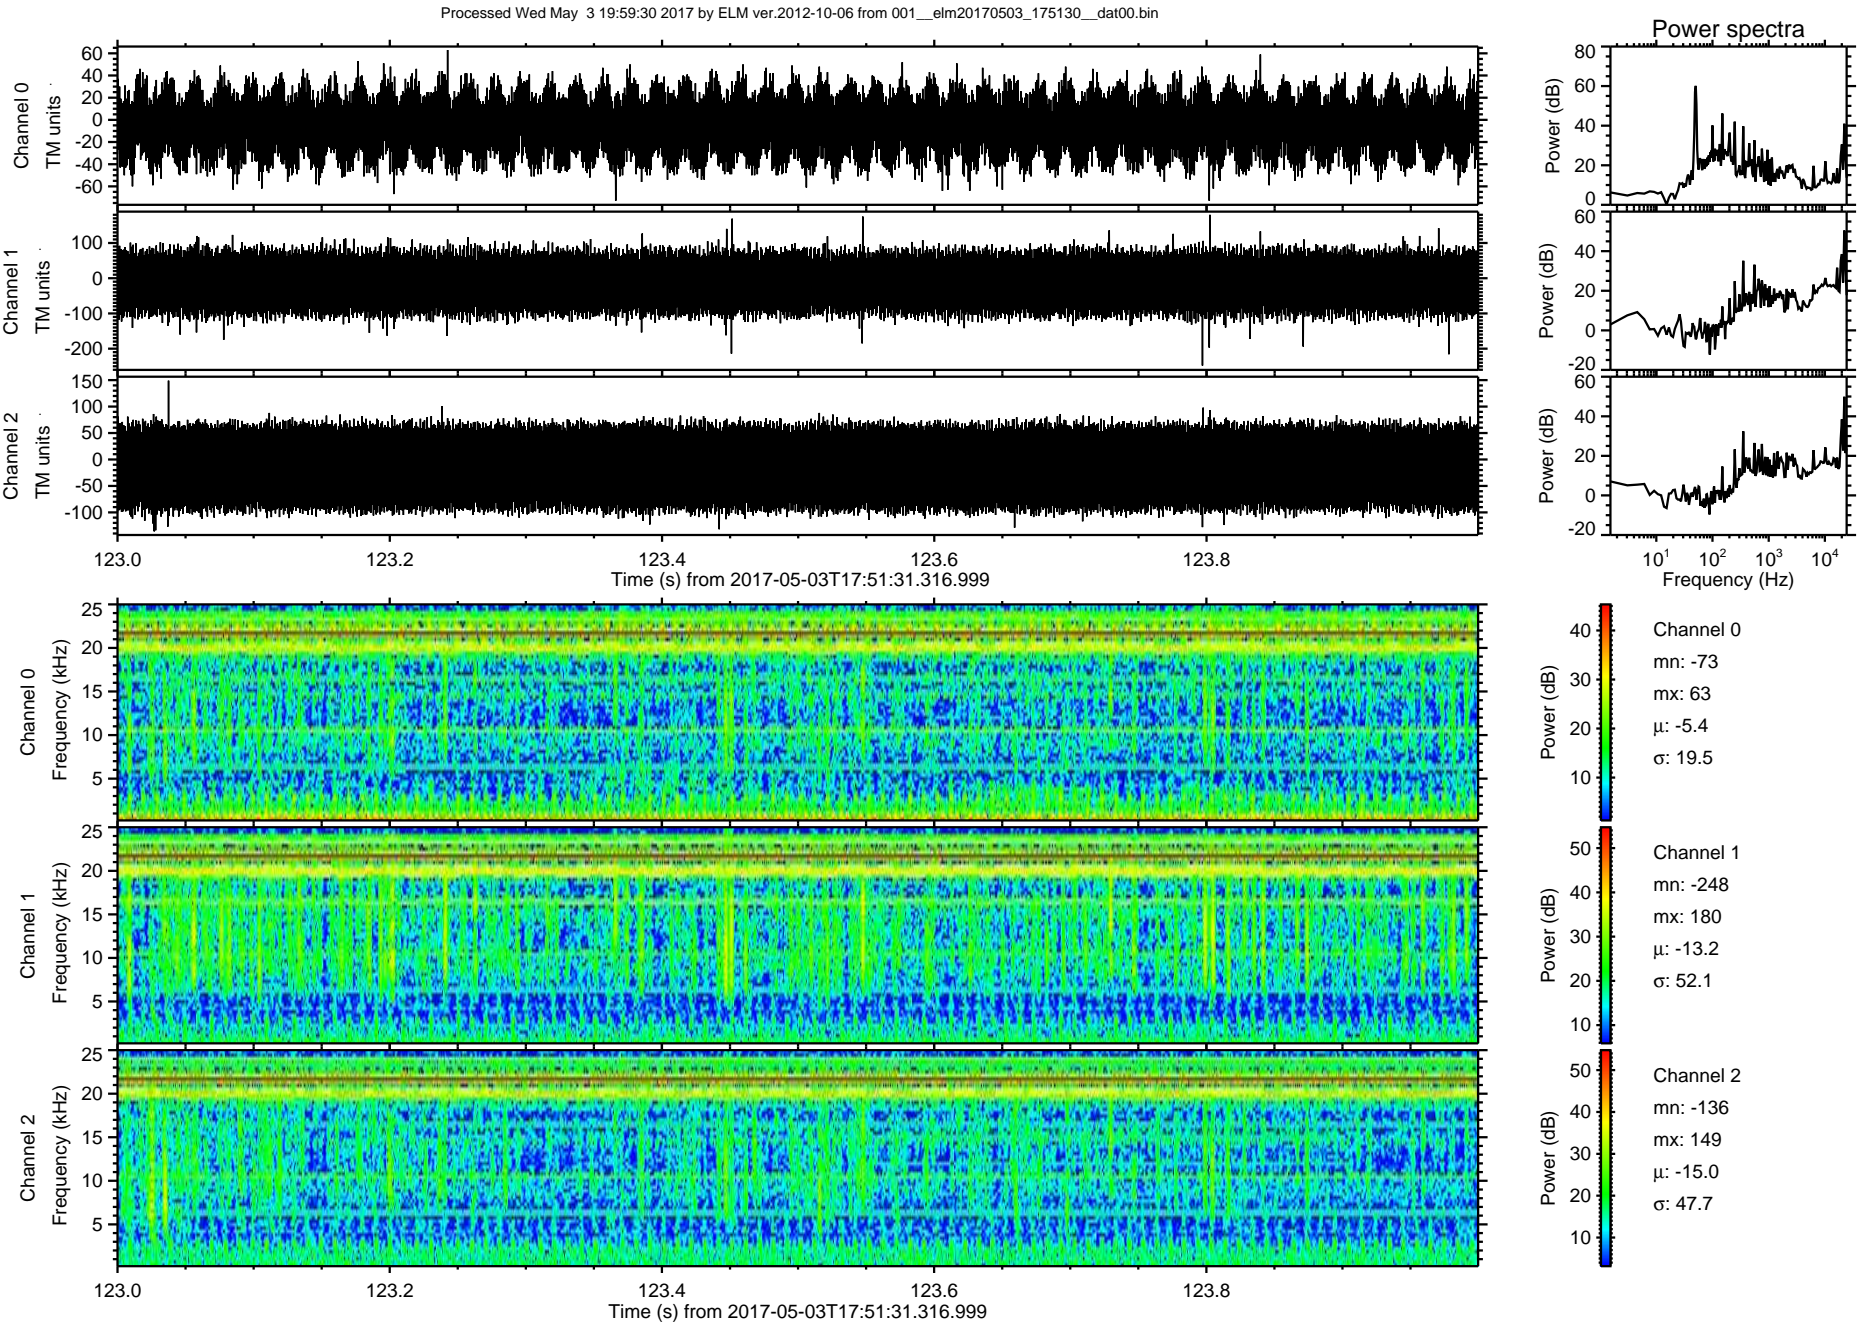 Processed Wed May  3 19:59:30 2017 by ELM ver.2012-10-06 from 001__elm20170503_175130__dat00.bin
Power spectra
Channel 0
TM units
60
40
20
0
-20
-40
-60
Power (dB)
80
60
40
20
0
Channel 1
TM units
100
0
-100
-200
Power (dB)
60
40
20
0
-20
Channel 2
TM units
150
100
50
0
-50
-100
Power (dB)
60
40
20
0
-20
123.0 123.2 123.4 123.6 123.8
Time (s) from 2017-05-03T17:51:31.316.999
10^1 10^2 10^3 10^4
Frequency (Hz)
Channel 0
Frequency (kHz)
25
20
15
10
5
Power (dB)
40
30
20
10
Channel 0
mn: -73
mx: 63
μ: -5.4
σ: 19.5
Channel 1
Frequency (kHz)
25
20
15
10
5
Power (dB)
50
40
30
20
10
Channel 1
mn: -248
mx: 180
μ: -13.2
σ: 52.1
Channel 2
Frequency (kHz)
25
20
15
10
5
Power (dB)
50
40
30
20
10
Channel 2
mn: -136
mx: 149
μ: -15.0
σ: 47.7
123.0 123.2 123.4 123.6 123.8
Time (s) from 2017-05-03T17:51:31.316.999